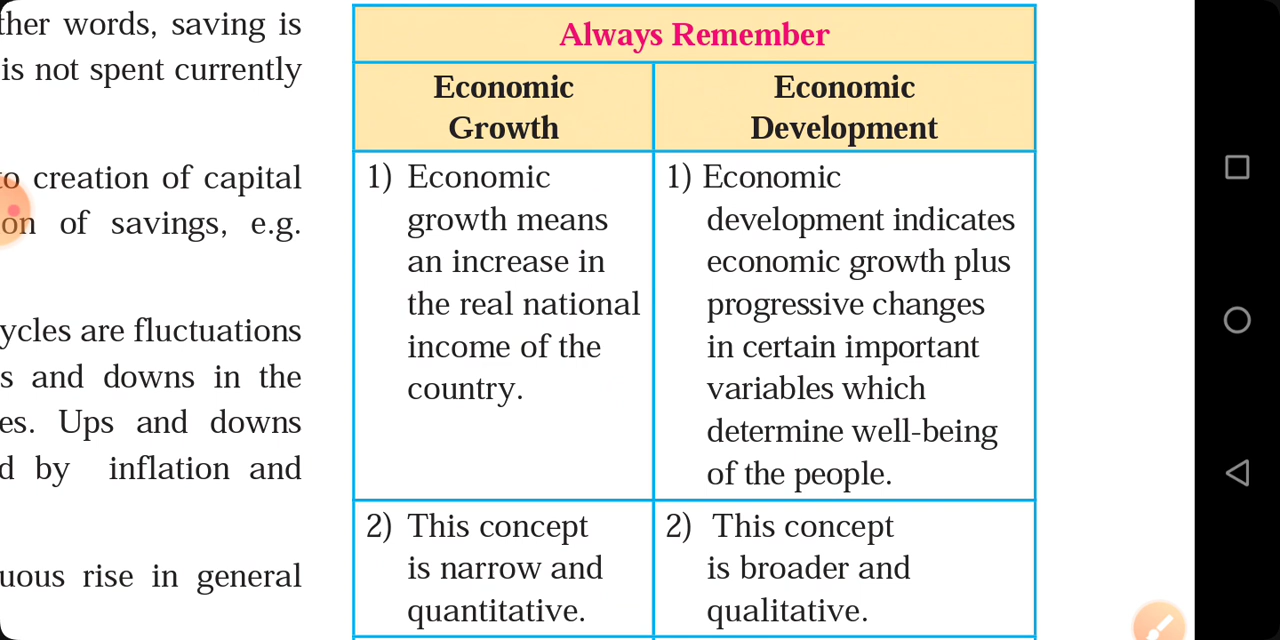 ther words, saving is
is not spent currently
to creation of capital
on of savings, e.g.
ycles are fluctuations
s and downs in the
es. Ups and downs
d by inflation and
uous rise in general
Always Remember
Economic
Growth
Economic
Development
1) Economic
growth means
an increase in
the real national
income of the
country.
1) Economic
development indicates
economic growth plus
progressive changes
in certain important
variables which
determine well-being
of the people.
2) This concept
is narrow and
quantitative.
2) This concept
is broader and
qualitative.